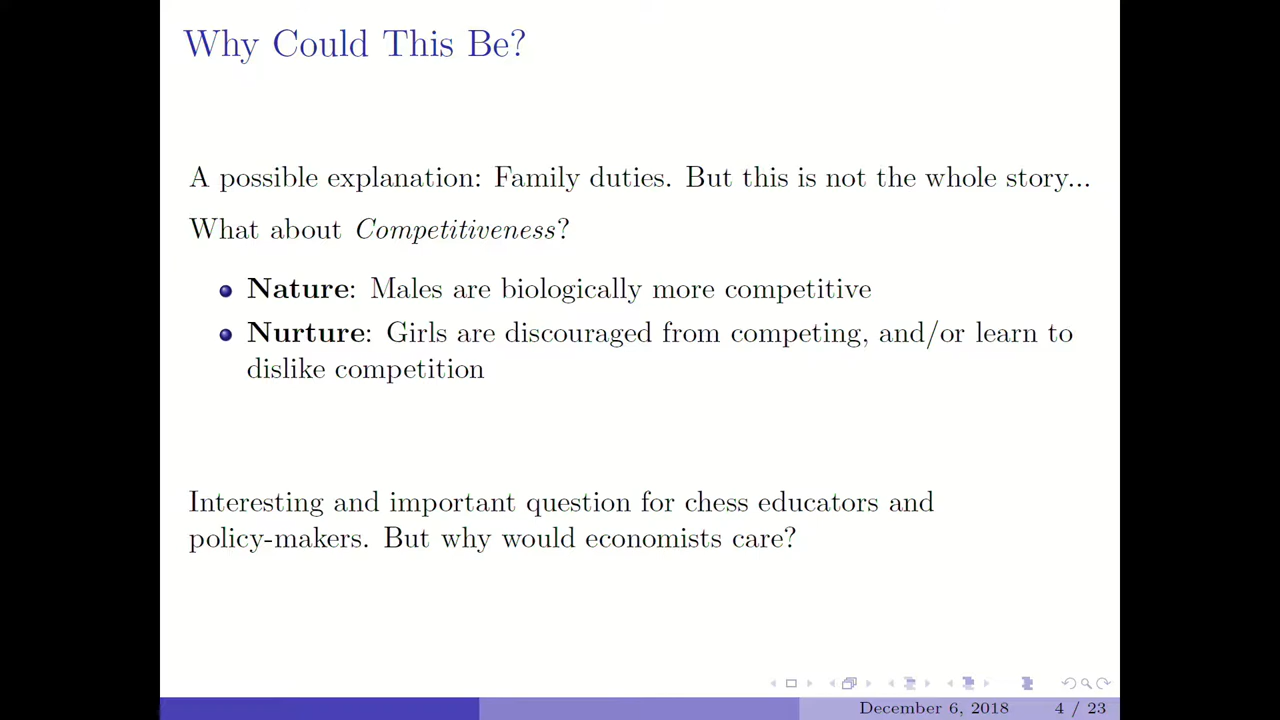 Why Could This Be?
A possible explanation: Family duties. But this is not the whole story...
What about Competitiveness?
Nature: Males are biologically more competitive
Nurture: Girls are discouraged from competing, and/or learn to
dislike competition
Interesting and important question for chess educators and
policy-makers. But why would economists care?
December 6, 2018 4 / 23